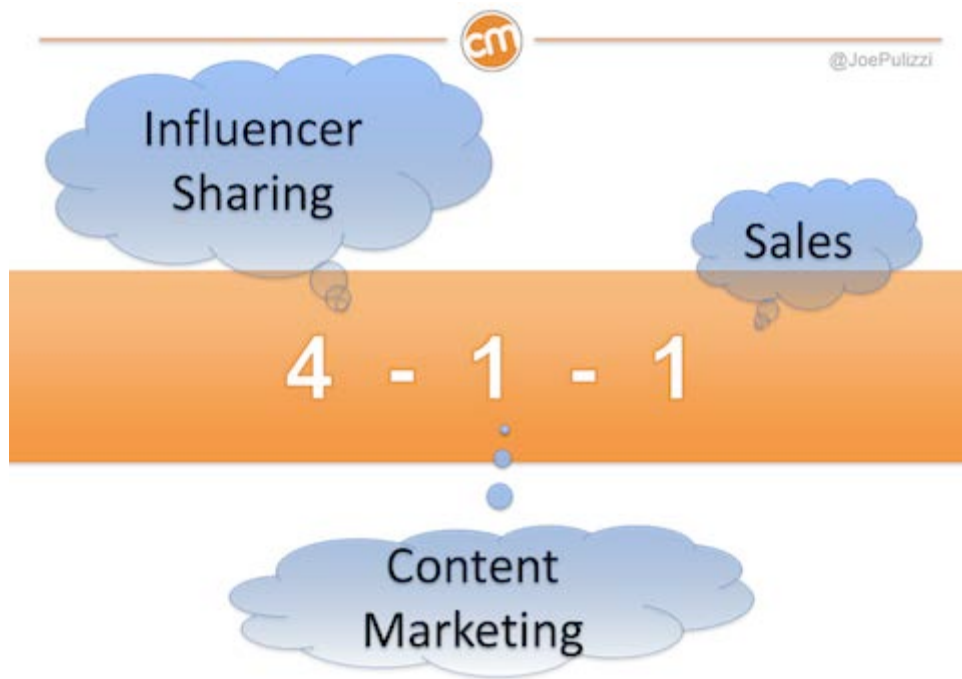 cm
@JoePulizzi
Influencer
Sharing
Sales
4 - 1 - 1
Content
Marketing